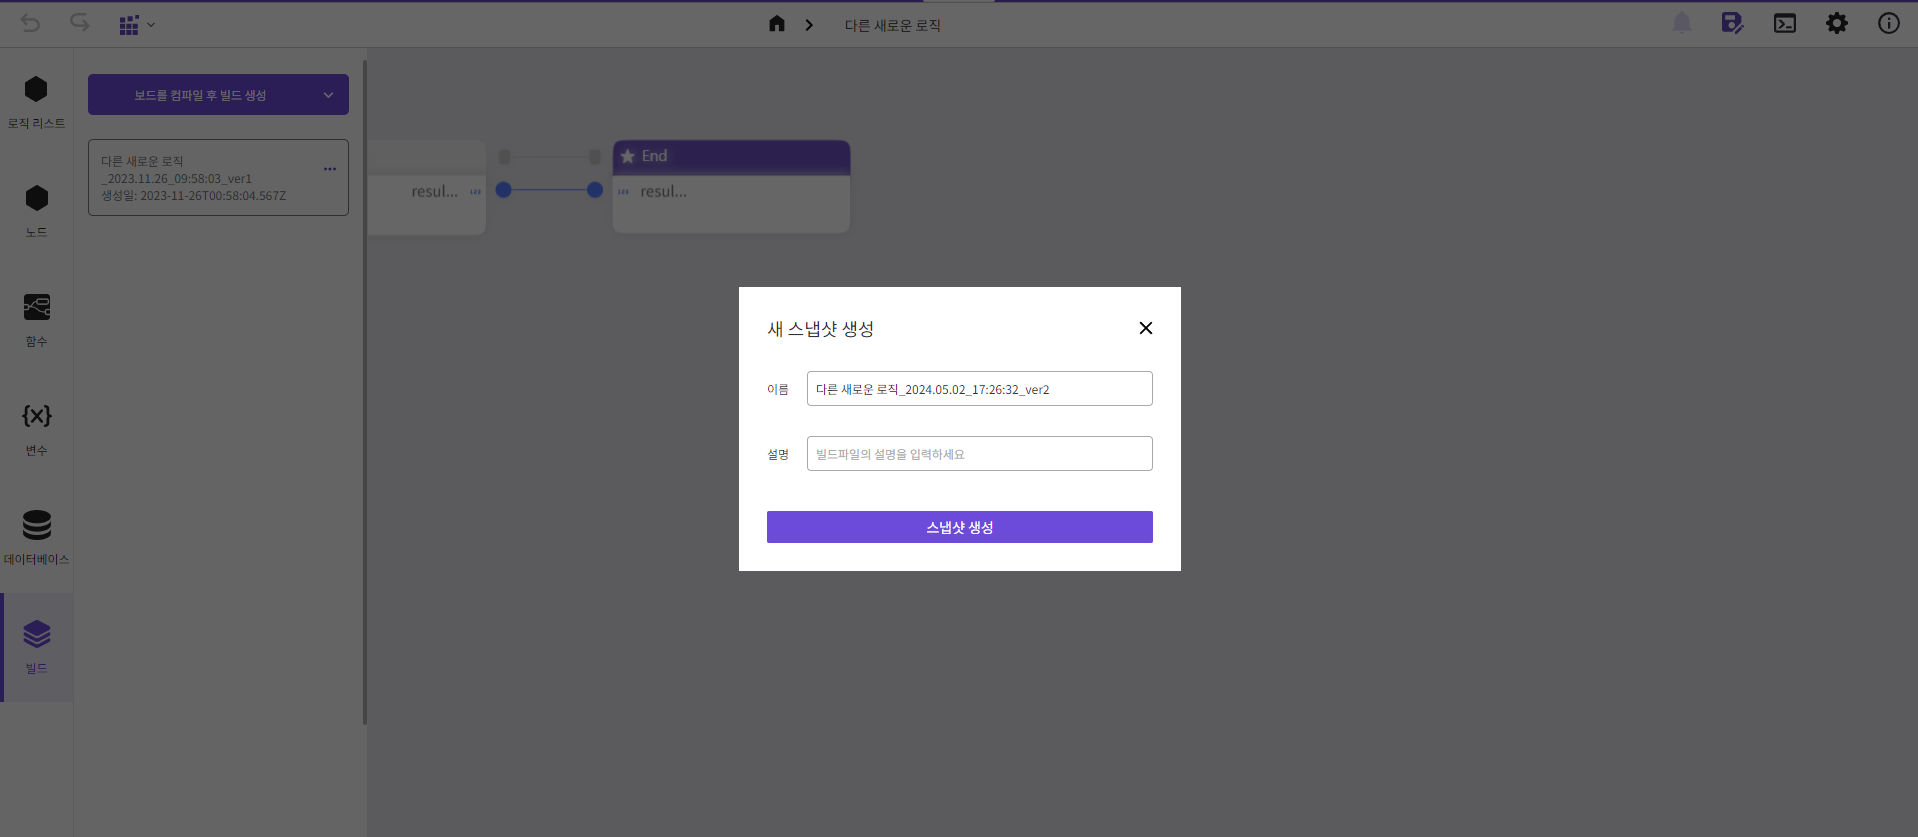 다른 새로운 로직
로직 리스트
노드
함수
변수
데이터베이스
빌드
보드를 컴파일 후 빌드 생성
다른 새로운 로직
_2023.11.26_09:58:03_ver1
생성일: 2023-11-26T00:58:04.567Z
resul...
End
resul...
새 스냅샷 생성
이름
다른 새로운 로직_2024.05.02_17:26:32_ver2
설명
빌드파일의 설명을 입력하세요
스냅샷 생성